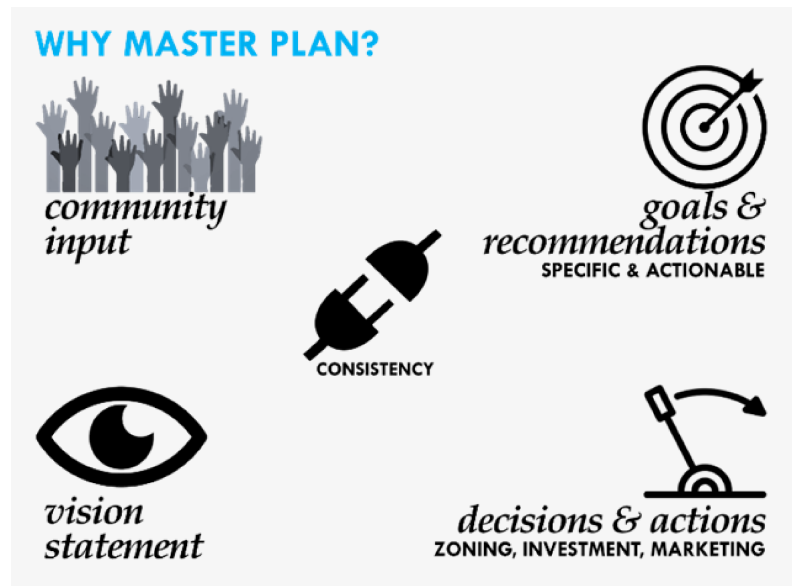 WHY MASTER PLAN?
community
input
goals &
recommendations
SPECIFIC & ACTIONABLE
CONSISTENCY
vision
statement
decisions & actions
ZONING, INVESTMENT, MARKETING